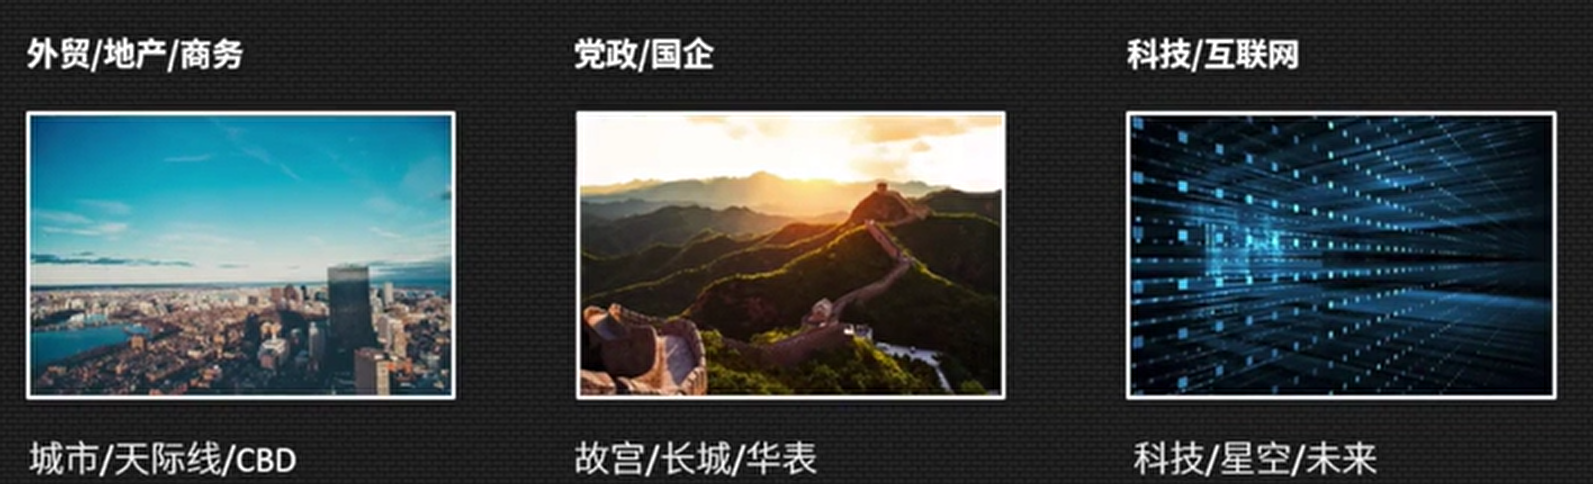 外贸/地产/商务
党政/国企
科技/互联网
城市/天际线/CBD
故宫/长城/华表
科技/星空/未来